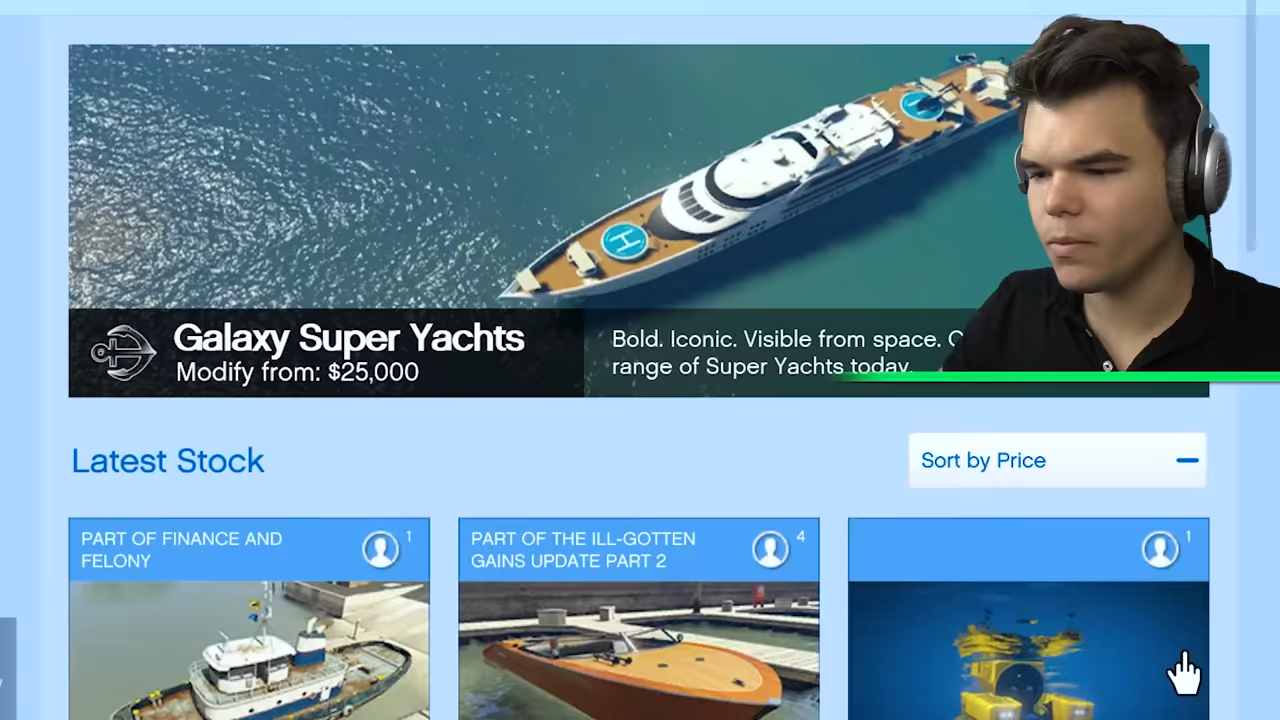 Galaxy Super Yachts
Modify from: $25,000
Bold. Iconic. Visible from space.
range of Super Yachts today.
Latest Stock
Sort by Price
PART OF FINANCE AND
FELONY
1
PART OF THE ILL-GOTTEN
GAINS UPDATE PART 2
4
1
H